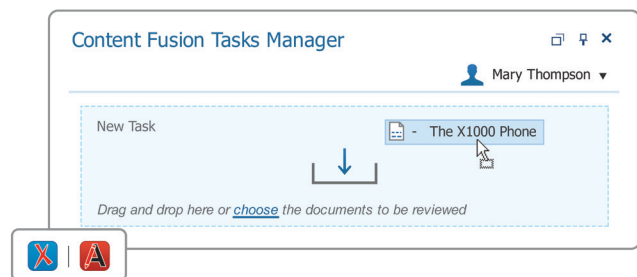 Content Fusion Tasks Manager
Mary Thompson
New Task
- The X1000 Phone
Drag and drop here or choose the documents to be reviewed
X | A